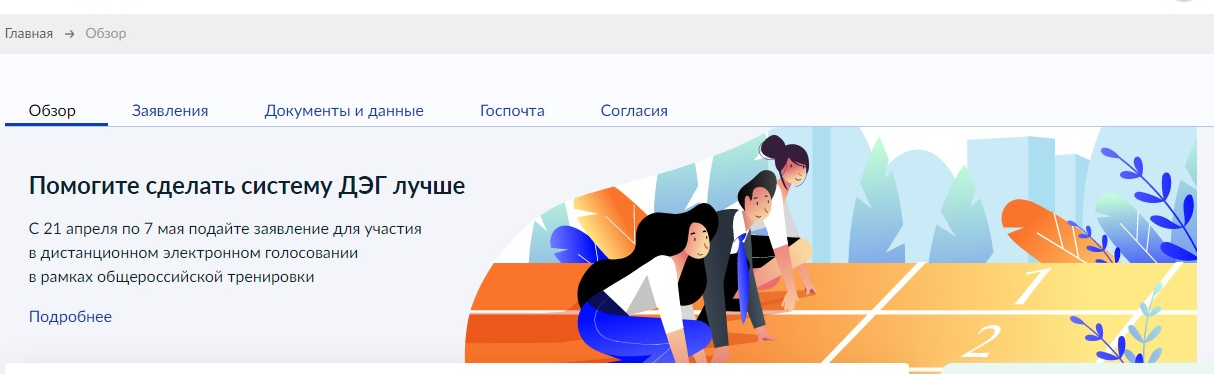 Главная → Обзор
Обзор Заявления Документы и данные Госпочта Согласия
Помогите сделать систему ДЭГ лучше
С 21 апреля по 7 мая подайте заявление для участия
в дистанционном электронном голосовании
в рамках общероссийской тренировки
Подробнее
1
2